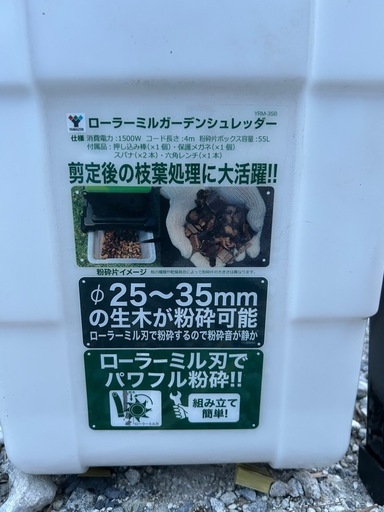 YRM-35B
ローラーミルガーデンシュレッダー
仕様 消費電力:1500W コード長さ:4m 粉砕片ボックス容量:55L
付属品:押し込み棒(×1個)・保護メガネ(×1個)
スパナ(×2本)・六角レンチ(×1本)
剪定後の枝葉処理に大活躍!!
粉砕片イメージ
φ25〜35mm
の生木が粉砕可能
ローラーミル刃で粉砕するので粉砕音が静か
ローラーミル刃で
パワフル粉砕!!
組み立て
簡単!